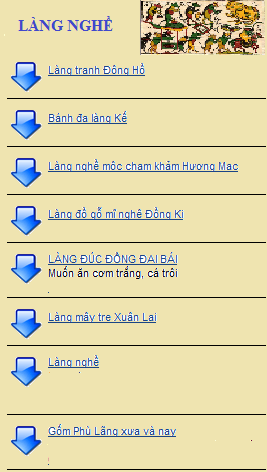 LÀNG NGHỀ
Làng tranh Đông Hồ
Bánh đa làng Kế
Làng nghề mộc chạm khảm Hương Mạc
Làng đồ gỗ mĩ nghệ Đồng Kị
LÀNG ĐÚC ĐỒNG ĐẠI BÁI
Muốn ăn cơm trắng, cá trôi
Làng mây tre Xuân Lai
Làng nghề
Gốm Phù Lãng xưa và nay